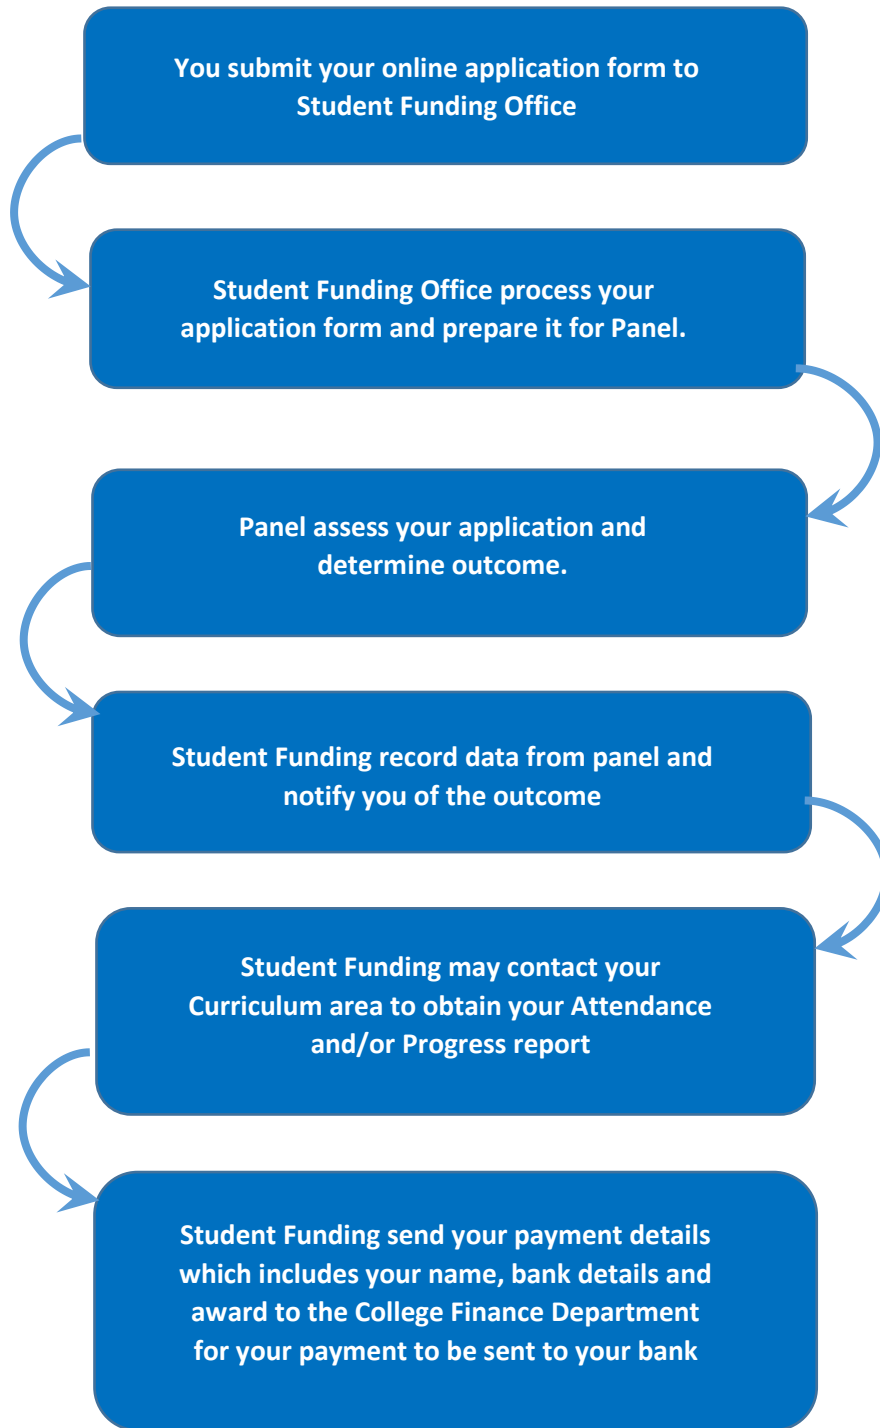 You submit your online application form to
Student Funding Office
Student Funding Office process your
application form and prepare it for Panel.
Panel assess your application and
determine outcome.
Student Funding record data from panel and
notify you of the outcome
Student Funding may contact your
Curriculum area to obtain your Attendance
and/or Progress report
Student Funding send your payment details
which includes your name, bank details and
award to the College Finance Department
for your payment to be sent to your bank